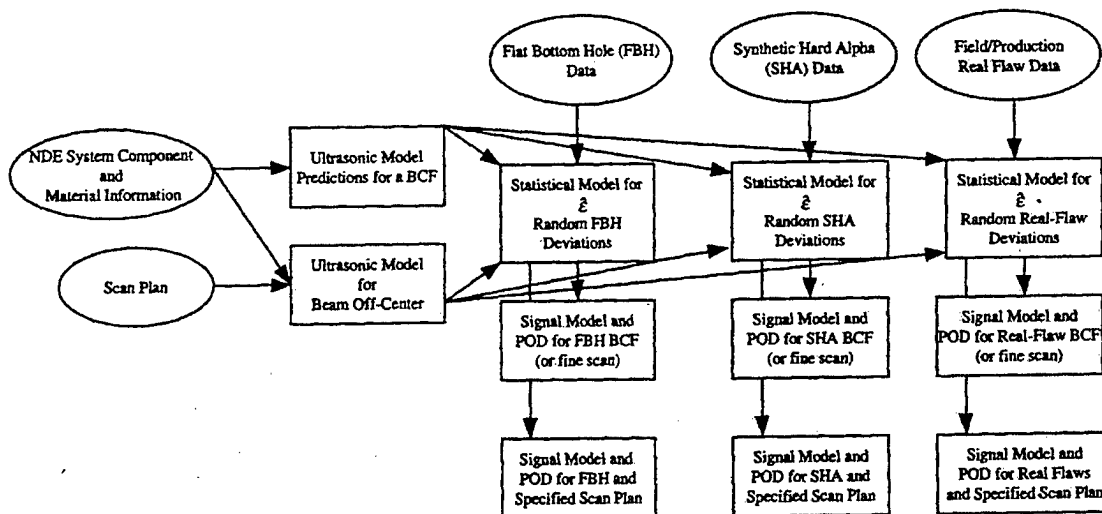 Flat Bottom Hole (FBH)
Data
Synthetic Hard Alpha
(SHA) Data
Field/Production
Real Flaw Data
NDE System Component
and
Material Information
Ultrasonic Model
Predictions for a BCF
Statistical Model for
ε̂
Random FBH
Deviations
Statistical Model for
ε̂
Random SHA
Deviations
Statistical Model for
ε̂
Random Real-Flaw
Deviations
Scan Plan
Ultrasonic Model
for
Beam Off-Center
Signal Model and
POD for FBH BCF
(or fine scan)
Signal Model and
POD for SHA BCF
(or fine scan)
Signal Model and
POD for Real-Flaw BCF
(or fine scan)
Signal Model and
POD for FBH and
Specified Scan Plan
Signal Model and
POD for SHA and
Specified Scan Plan
Signal Model and
POD for Real Flaws
and Specified Scan Plan